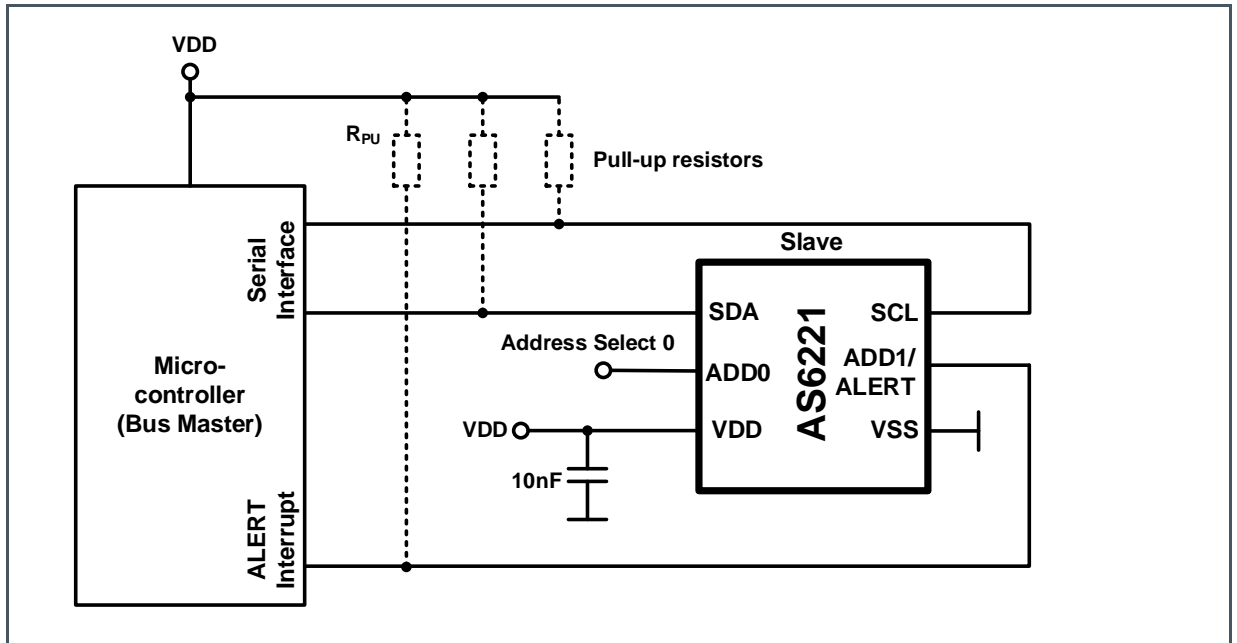 VDD
RPU
Pull-up resistors
Serial
Interface
Slave
SDA
SCL
Address Select 0
ADD0
ADD1/
ALERT
AS6221
Micro-
controller
(Bus Master)
VDD
VDD
VSS
10nF
ALERT
Interrupt